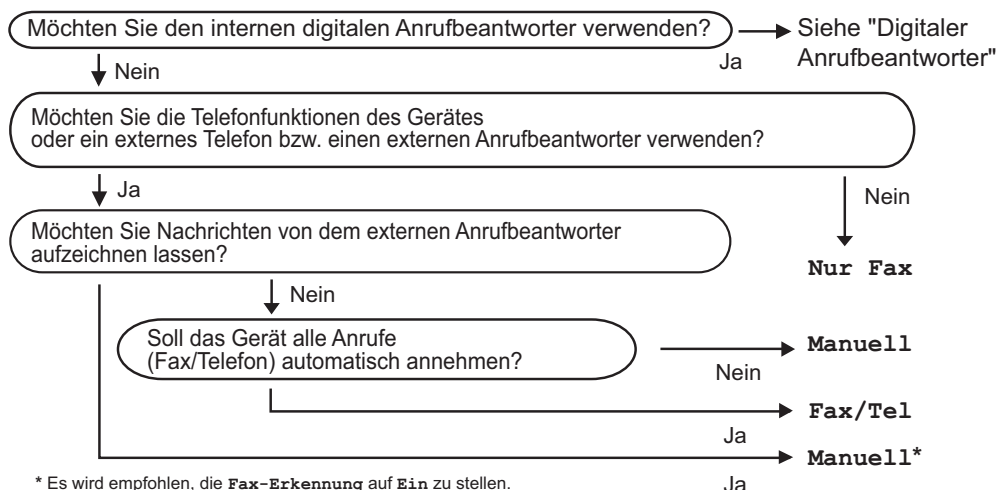 Möchten Sie den internen digitalen Anrufbeantworter verwenden?
Ja
Siehe "Digitaler
Anrufbeantworter"
Nein
Möchten Sie die Telefonfunktionen des Gerätes
oder ein externes Telefon bzw. einen externen Anrufbeantworter verwenden?
Ja
Nein
Möchten Sie Nachrichten von dem externen Anrufbeantworter
aufzeichnen lassen?
Nur Fax
Nein
Soll das Gerät alle Anrufe
(Fax/Telefon) automatisch annehmen?
Manuell
Nein
Fax/Tel
Ja
Manuell*
* Es wird empfohlen, die Fax-Erkennung auf Ein zu stellen.
Ja